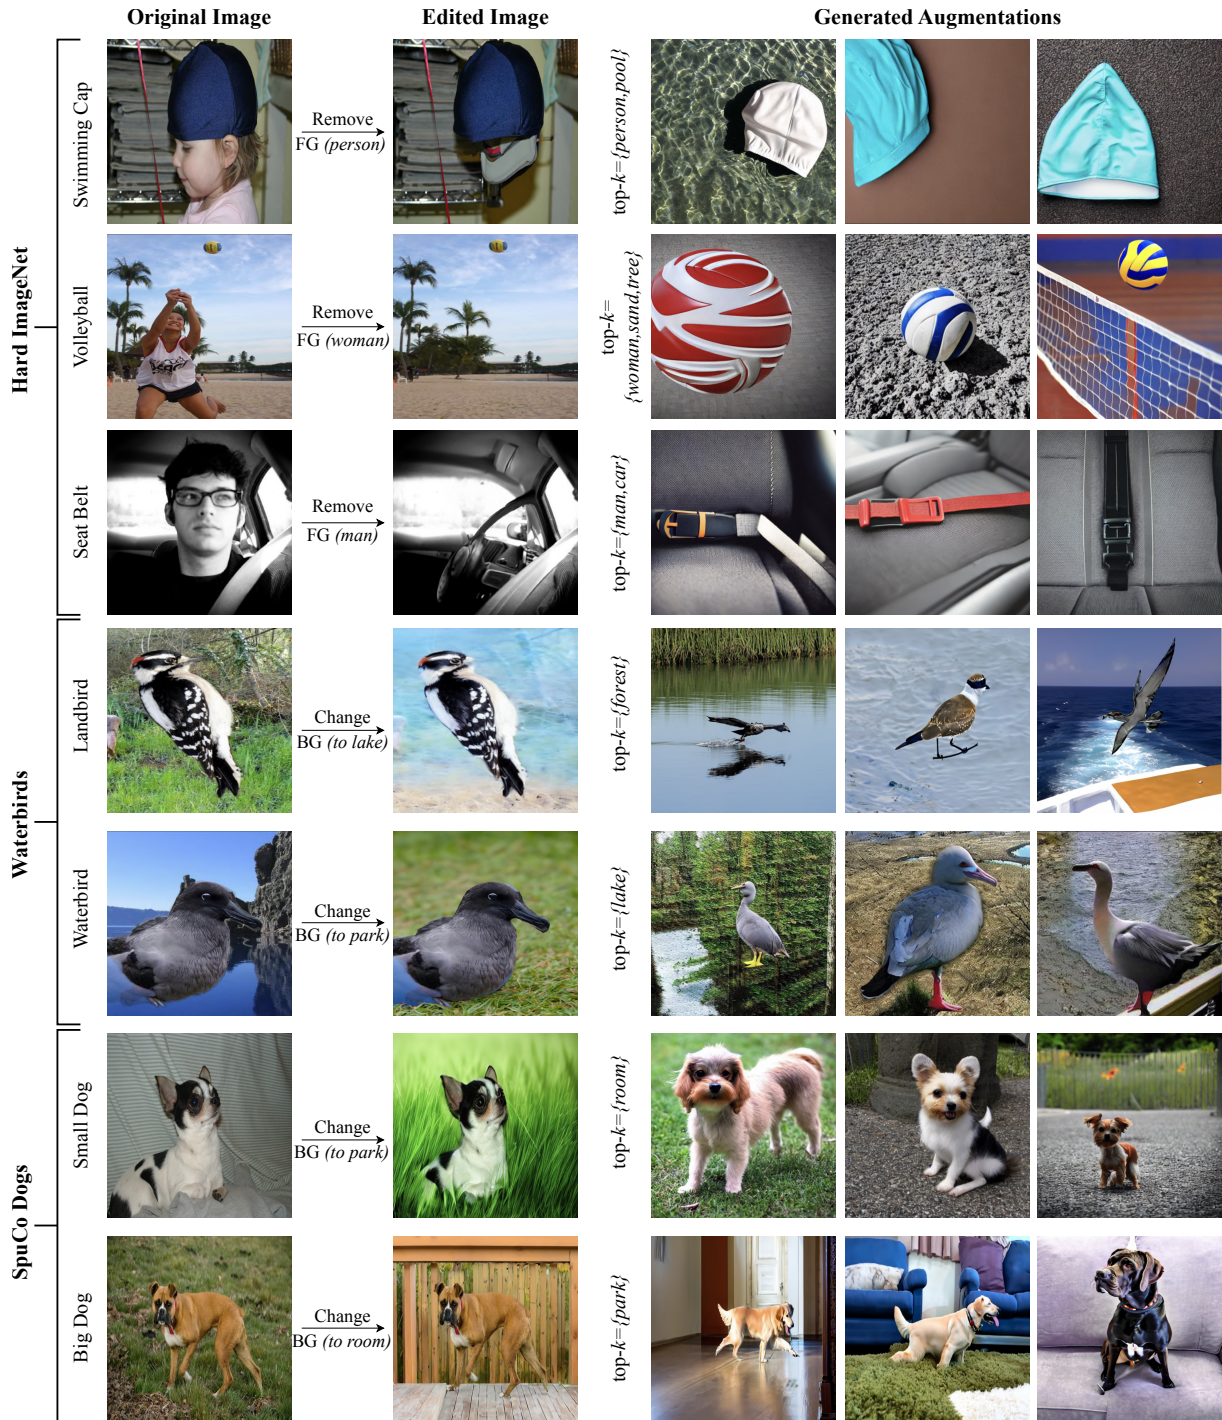 Original Image
Edited Image
Generated Augmentations
Hard ImageNet
Swimming Cap
Remove
FG (person)
top-k={person,pool}
Volleyball
Remove
FG (woman)
top-k=
{woman,sand,tree}
Seat Belt
Remove
FG (man)
top-k={man,car}
Waterbirds
Landbird
Change
BG (to lake)
top-k={forest}
Waterbird
Change
BG (to park)
top-k={lake}
SpuCo Dogs
Small Dog
Change
BG (to park)
top-k={room}
Big Dog
Change
BG (to room)
top-k={park}